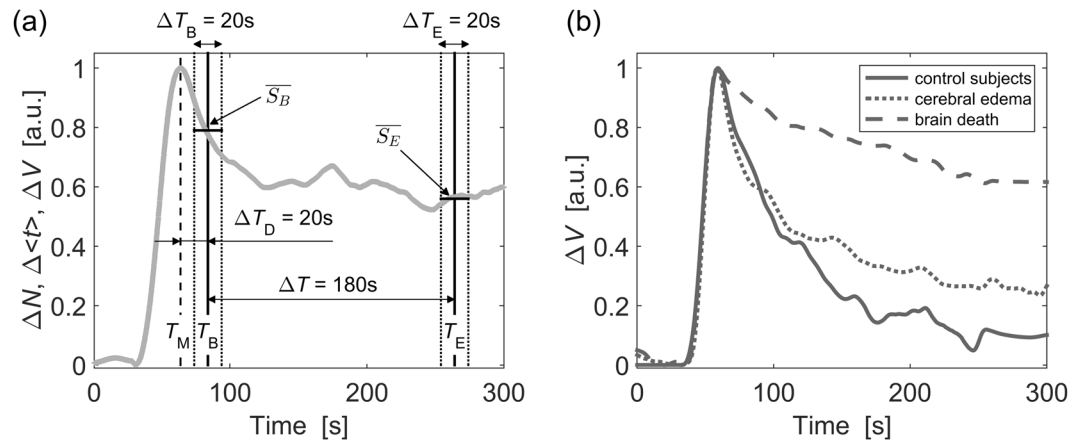 (a)
ΔT_B = 20s
ΔT_E = 20s
ΔN, Δ<t>, ΔV [a.u.]
1
0.8
0.6
0.4
0.2
0
S_B
S_E
ΔT_D = 20s
ΔT = 180s
T_M
T_B
T_E
0
100
200
300
Time [s]
(b)
ΔV [a.u.]
1
0.8
0.6
0.4
0.2
0
control subjects
cerebral edema
brain death
0
100
200
300
Time [s]